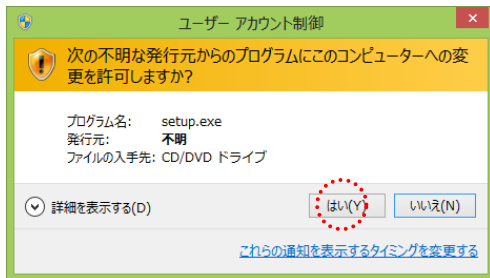 ユーザー アカウント制御
次の不明な発行元からのプログラムにこのコンピューターへの変
更を許可しますか?
プログラム名: setup.exe
発行元: 不明
ファイルの入手先: CD/DVD ドライブ
詳細を表示する(D)
はい(Y)
いいえ(N)
これらの通知を表示するタイミングを変更する